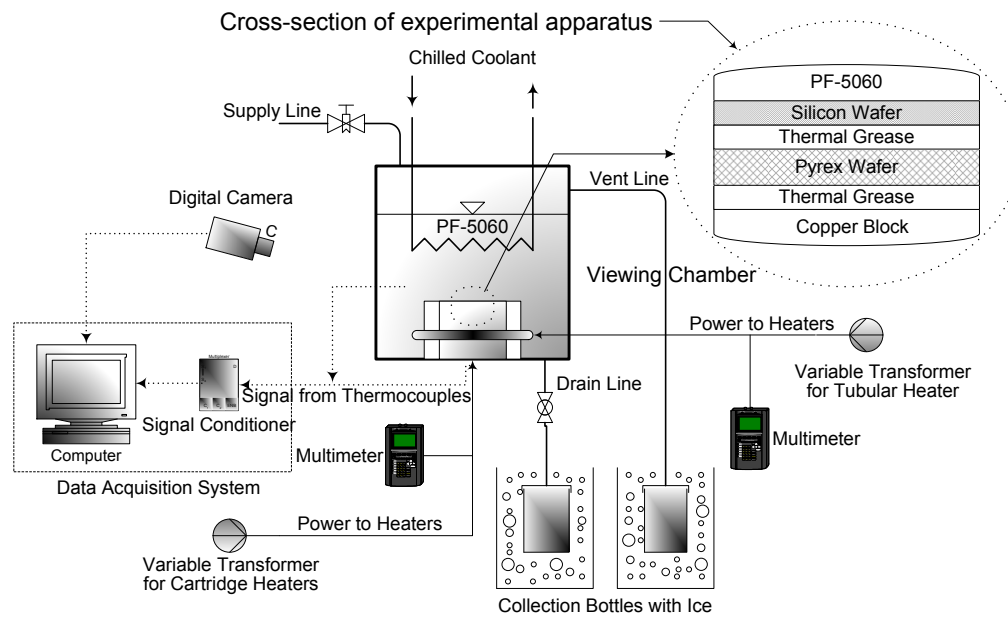 Cross-section of experimental apparatus
Chilled Coolant
Supply Line
PF-5060
Silicon Wafer
Thermal Grease
Pyrex Wafer
Thermal Grease
Copper Block
Vent Line
Digital Camera
C
PF-5060
Viewing Chamber
Power to Heaters
Variable Transformer
for Tubular Heater
Multimeter
Drain Line
Multiplexer
Signal from Thermocouples
Signal Conditioner
Computer
Data Acquisition System
Multimeter
Power to Heaters
Variable Transformer
for Cartridge Heaters
Collection Bottles with Ice